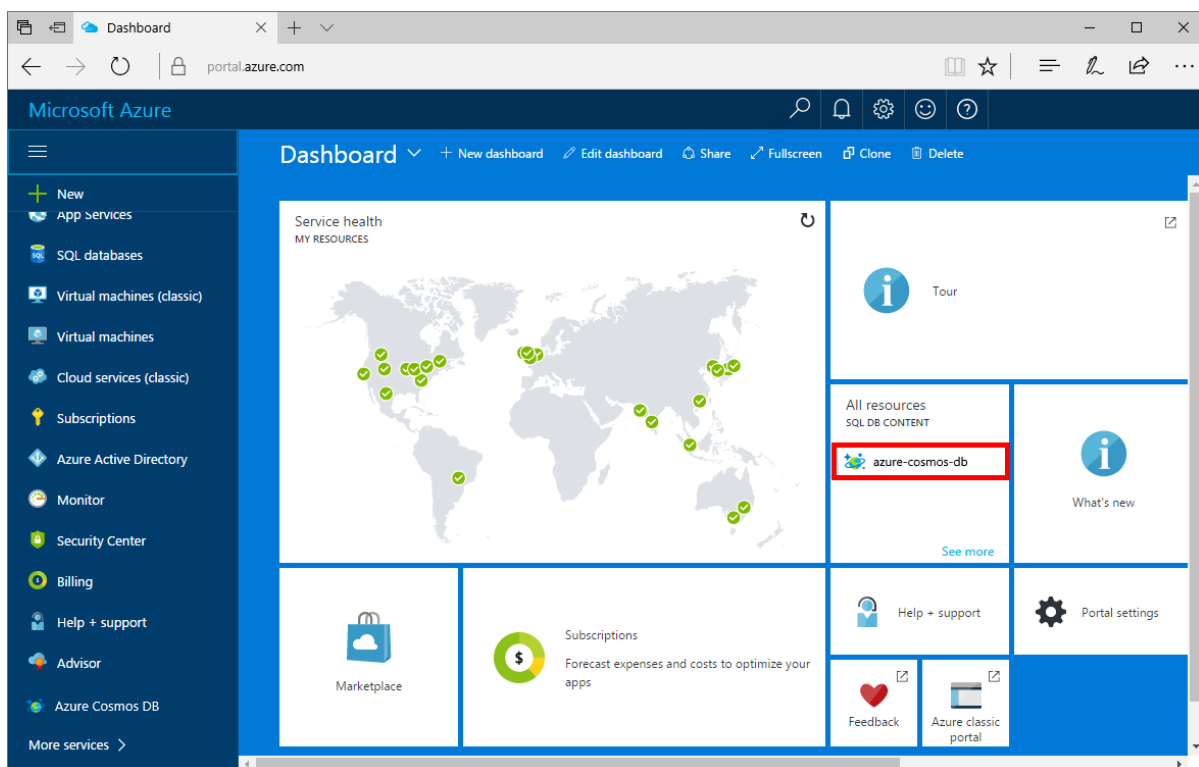 Dashboard
portal.azure.com
Microsoft Azure
Dashboard
New dashboard
Edit dashboard
Share
Fullscreen
Clone
Delete
New
App Services
SQL databases
Virtual machines (classic)
Virtual machines
Cloud services (classic)
Subscriptions
Azure Active Directory
Monitor
Security Center
Billing
Help + support
Advisor
Azure Cosmos DB
More services
Service health
MY RESOURCES
Tour
All resources
SQL DB CONTENT
azure-cosmos-db
See more
What's new
Marketplace
Subscriptions
Forecast expenses and costs to optimize your
apps
Help + support
Portal settings
Feedback
Azure classic
portal